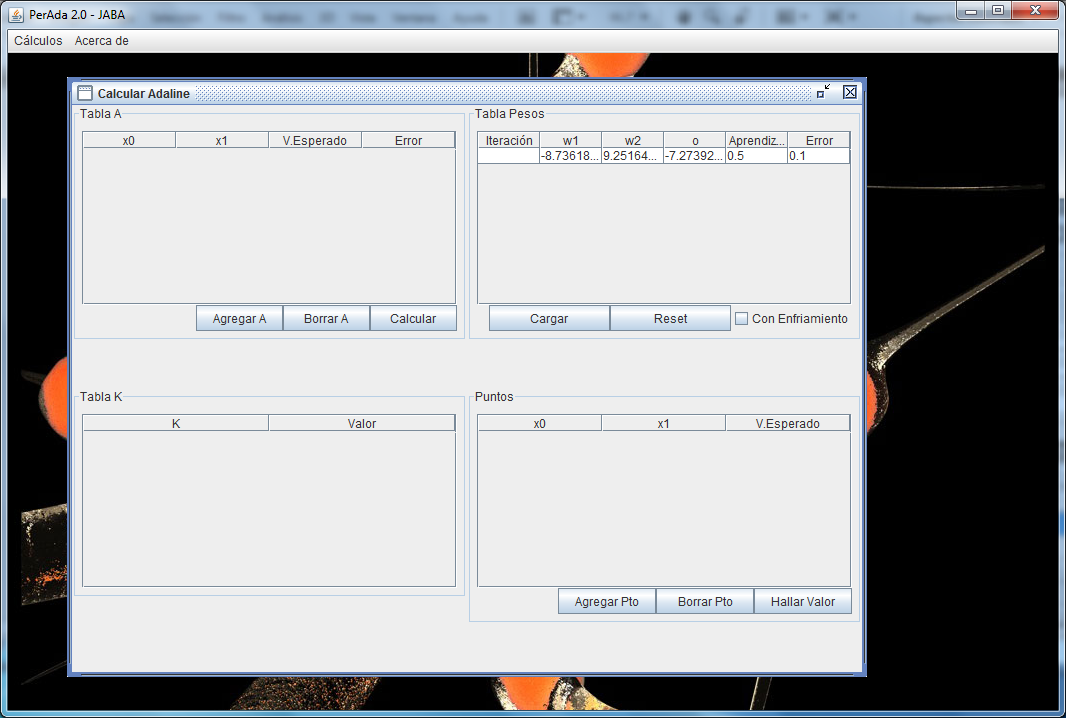 PerAda 2.0 - JABA
Cálculos Acerca de
Calcular Adaline
Tabla A
x0 x1 V.Esperado Error
Agregar A Borrar A Calcular
Tabla Pesos
Iteración w1 w2 o Aprendiz... Error
-8.73618... 9.25164... -7.27392... 0.5 0.1
Cargar Reset Con Enfriamiento
Tabla K
K Valor
Puntos
x0 x1 V.Esperado
Agregar Pto Borrar Pto Hallar Valor